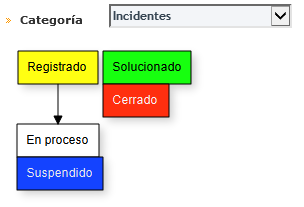 Categoría Incidentes
Registrado Solucionado
Cerrado
En proceso
Suspendido